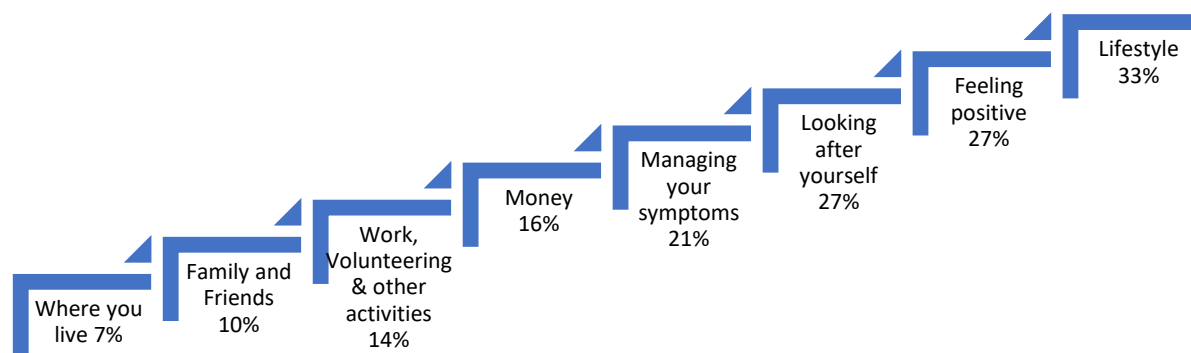 Where you
live 7%
Family and
Friends
10%
Work,
Volunteering
& other
activities
14%
Money
16%
Managing
your
symptoms
21%
Looking
after
yourself
27%
Feeling
positive
27%
Lifestyle
33%